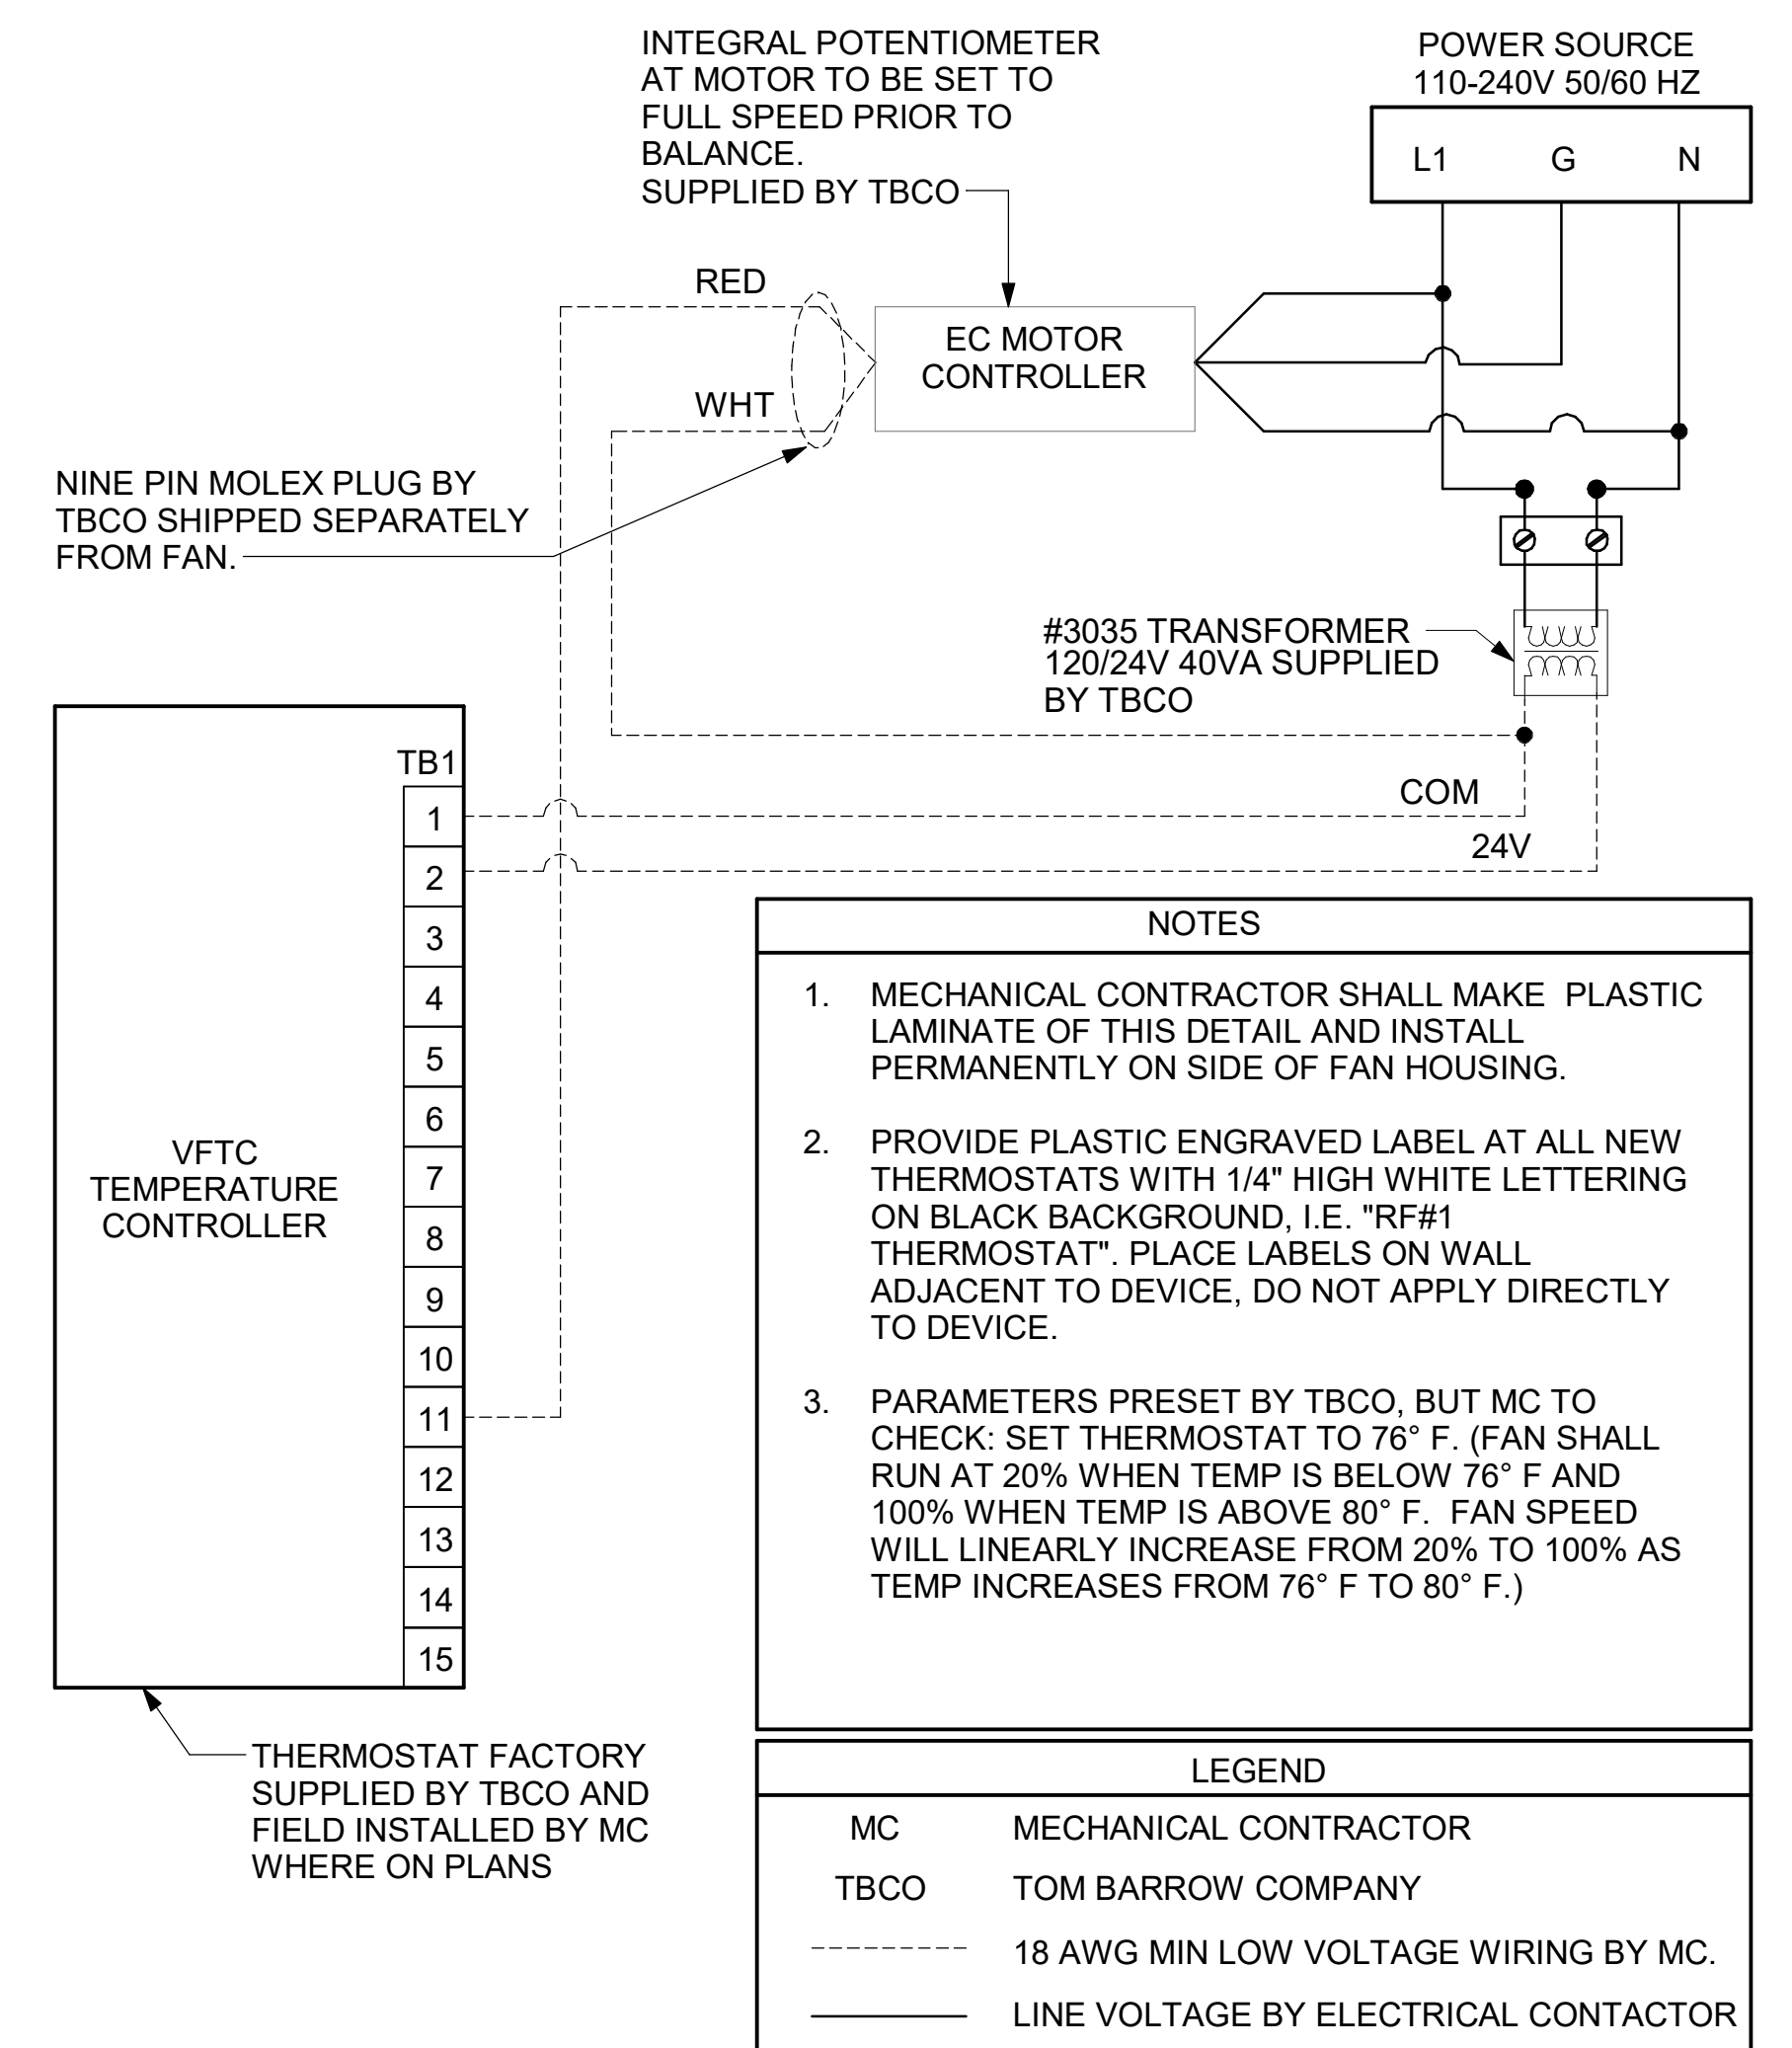 INTEGRAL POTENTIOMETER
AT MOTOR TO BE SET TO
FULL SPEED PRIOR TO
BALANCE.
SUPPLIED BY TBCO
POWER SOURCE
110-240V 50/60 HZ
L1 G N
RED
EC MOTOR
CONTROLLER
WHT
NINE PIN MOLEX PLUG BY
TBCO SHIPPED SEPARATELY
FROM FAN.
#3035 TRANSFORMER
120/24V 40VA SUPPLIED
BY TBCO
COM
24V
TB1
1
2
3
4
5
6
7
8
9
10
11
12
13
14
15
VFTC
TEMPERATURE
CONTROLLER
THERMOSTAT FACTORY
SUPPLIED BY TBCO AND
FIELD INSTALLED BY MC
WHERE ON PLANS
NOTES
1. MECHANICAL CONTRACTOR SHALL MAKE PLASTIC
LAMINATE OF THIS DETAIL AND INSTALL
PERMANENTLY ON SIDE OF FAN HOUSING.
2. PROVIDE PLASTIC ENGRAVED LABEL AT ALL NEW
THERMOSTATS WITH 1/4" HIGH WHITE LETTERING
ON BLACK BACKGROUND, I.E. "RF#1
THERMOSTAT". PLACE LABELS ON WALL
ADJACENT TO DEVICE, DO NOT APPLY DIRECTLY
TO DEVICE.
3. PARAMETERS PRESET BY TBCO, BUT MC TO
CHECK: SET THERMOSTAT TO 76° F. (FAN SHALL
RUN AT 20% WHEN TEMP IS BELOW 76° F AND
100% WHEN TEMP IS ABOVE 80° F. FAN SPEED
WILL LINEARLY INCREASE FROM 20% TO 100% AS
TEMP INCREASES FROM 76° F TO 80° F.)
LEGEND
MC MECHANICAL CONTRACTOR
TBCO TOM BARROW COMPANY
18 AWG MIN LOW VOLTAGE WIRING BY MC.
LINE VOLTAGE BY ELECTRICAL CONTACTOR